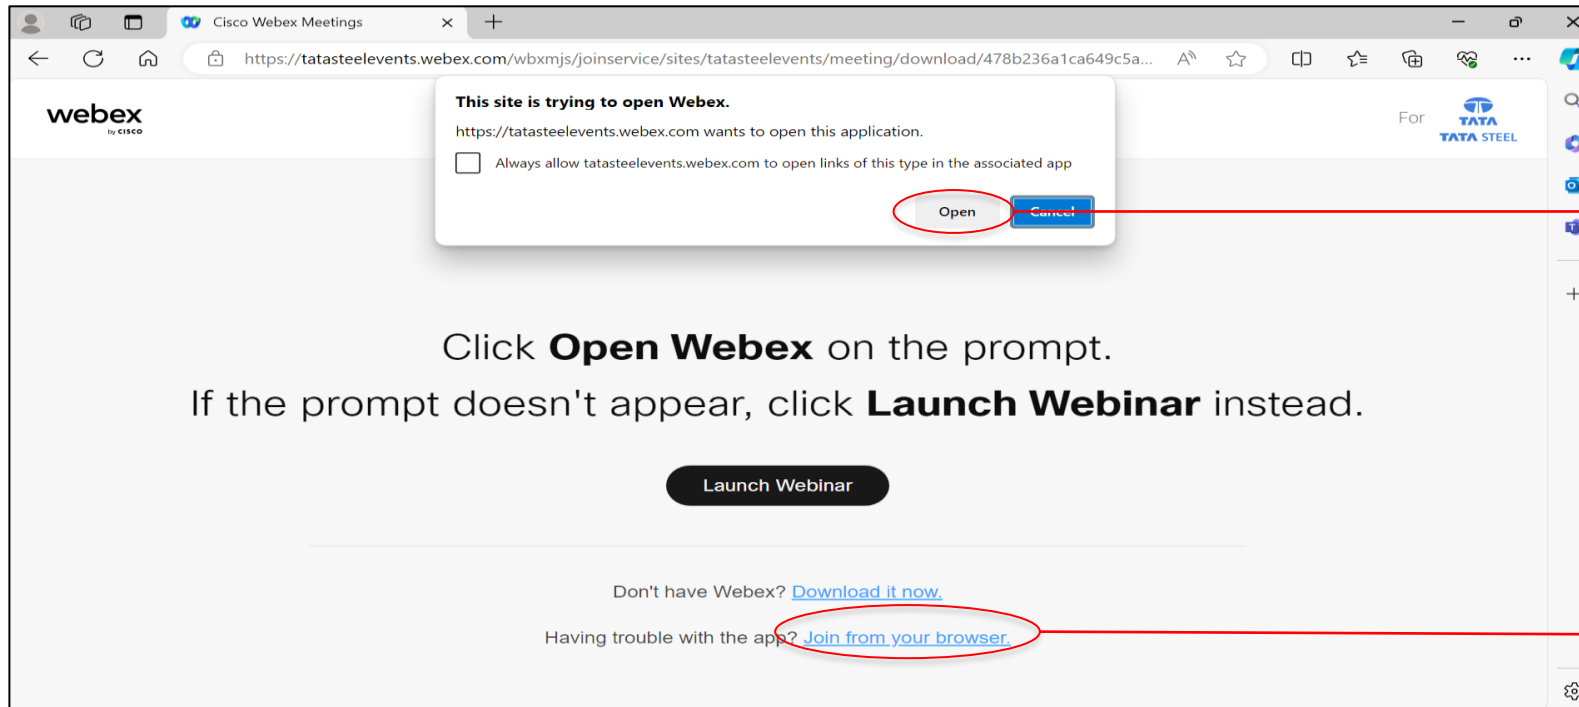 Cisco Webex Meetings
https://tatasteelevents.webex.com/wbxmjs/joinservice/sites/tatasteelevents/meeting/download/478b236a1ca649c5a...
webex
by CISCO
For
TATA
TATA STEEL
This site is trying to open Webex.
https://tatasteelevents.webex.com wants to open this application.
Always allow tatasteelevents.webex.com to open links of this type in the associated app
Open Cancel
Click Open Webex on the prompt.
If the prompt doesn't appear, click Launch Webinar instead.
Launch Webinar
Don't have Webex? Download it now.
Having trouble with the app? Join from your browser.